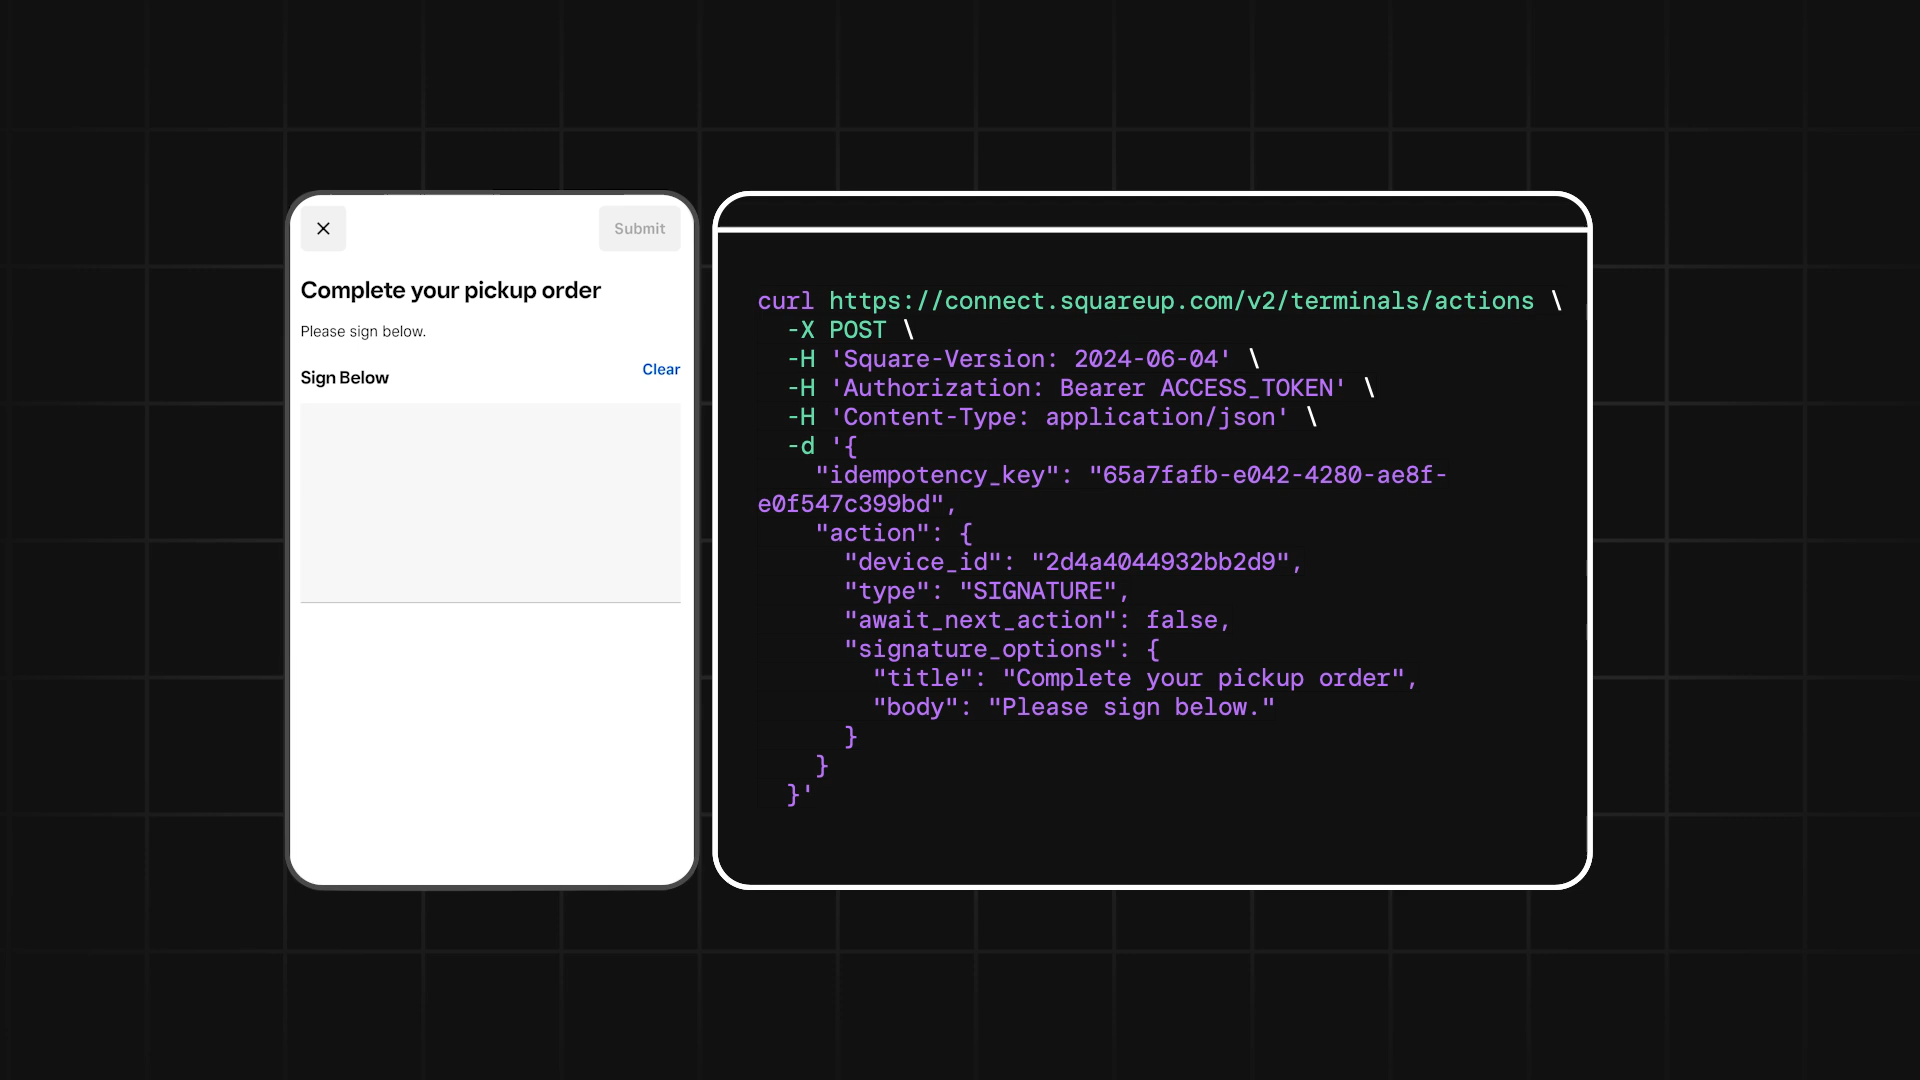 Submit
Complete your pickup order
Please sign below.
Sign Below
Clear
curl https://connect.squareup.com/v2/terminals/actions \
  -X POST \
  -H 'Square-Version: 2024-06-04' \
  -H 'Authorization: Bearer ACCESS_TOKEN' \
  -H 'Content-Type: application/json' \
  -d '{
    "idempotency_key": "65a7fafb-e042-4280-ae8f-
e0f547c399bd",
    "action": {
      "device_id": "2d4a4044932bb2d9",
      "type": "SIGNATURE",
      "await_next_action": false,
      "signature_options": {
        "title": "Complete your pickup order",
        "body": "Please sign below."
      }
    }
  }'